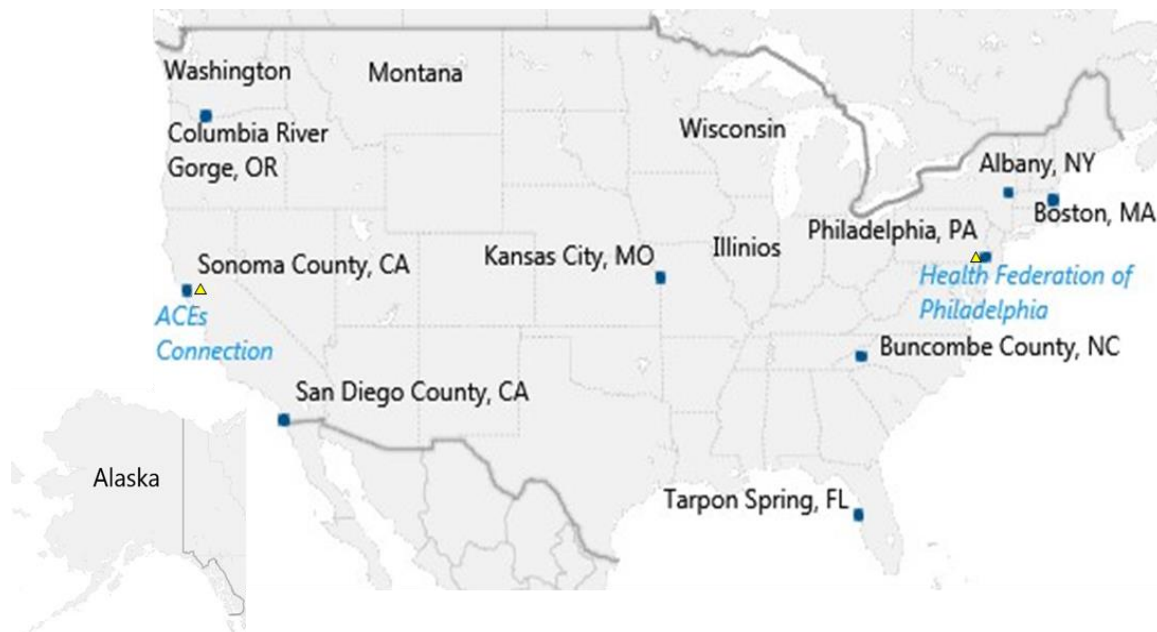 Washington
Montana
Columbia River
Gorge, OR
Wisconsin
Albany, NY
Boston, MA
Philadelphia, PA
Illinios
Kansas City, MO
Sonoma County, CA
Health Federation of
Philadelphia
ACEs
Connection
Buncombe County, NC
San Diego County, CA
Alaska
Tarpon Spring, FL